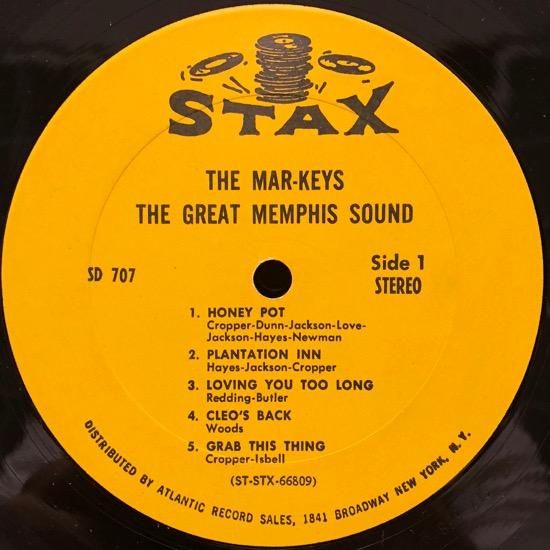 STAX
THE MAR-KEYS
THE GREAT MEMPHIS SOUND
SD 707
Side 1
STEREO
1. HONEY POT
Cropper-Dunn-Jackson-Love-
Jackson-Hayes-Newman
2. PLANTATION INN
Hayes-Jackson-Cropper
3. LOVING YOU TOO LONG
Redding-Butler
4. CLEO'S BACK
Woods
5. GRAB THIS THING
Cropper-Isbell
(ST-STX-66809)
DISTRIBUTED BY ATLANTIC RECORD SALES, 1841 BROADWAY NEW YORK, N. Y.